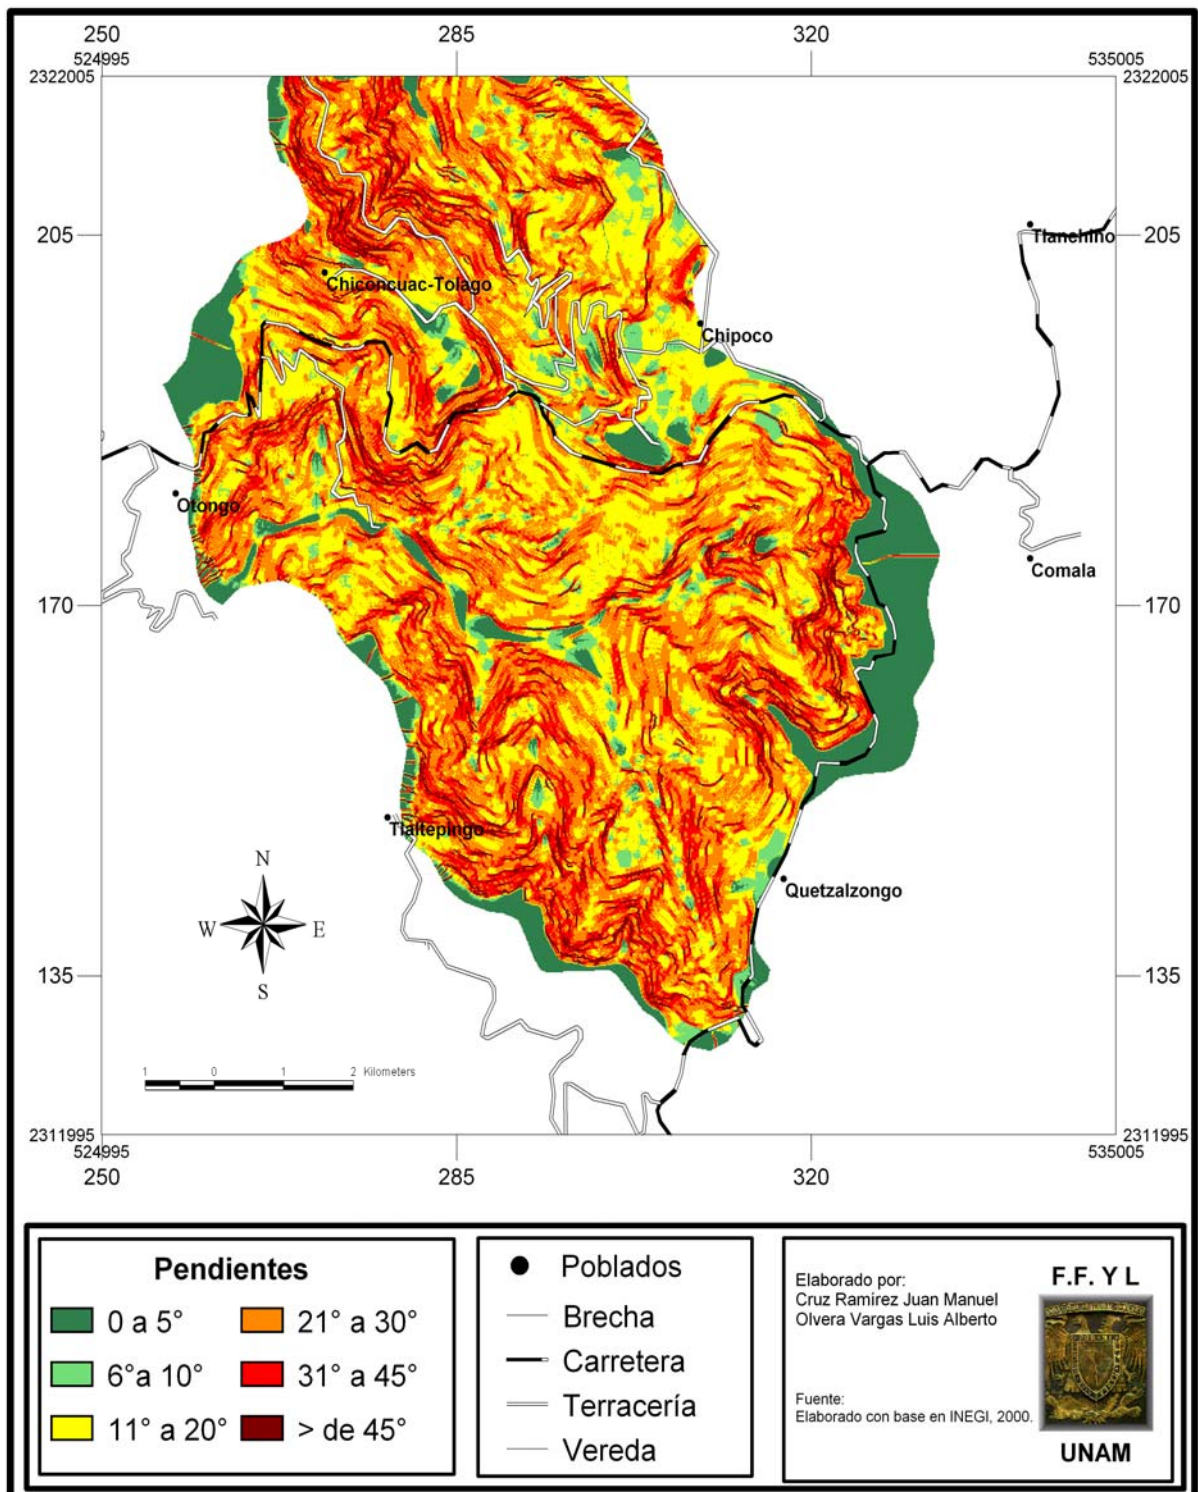 250
285
320
524995
535005
2322005
2322005
205
205
Tlanchino
Chiconcuac-Tolago
Chipoco
Otongo
Comala
170
170
Tlaltepingo
Quetzalzongo
N
W
E
S
135
135
1 0 1 2 Kilometers
2311995
2311995
524995
535005
250
285
320
Pendientes
0 a 5°
21° a 30°
6°a 10°
31° a 45°
11° a 20°
> de 45°
Poblados
Brecha
Carretera
Terracería
Vereda
Elaborado por:
Cruz Ramirez Juan Manuel
Olvera Vargas Luis Alberto
Fuente:
Elaborado con base en INEGI, 2000.
F.F. Y L
UNAM